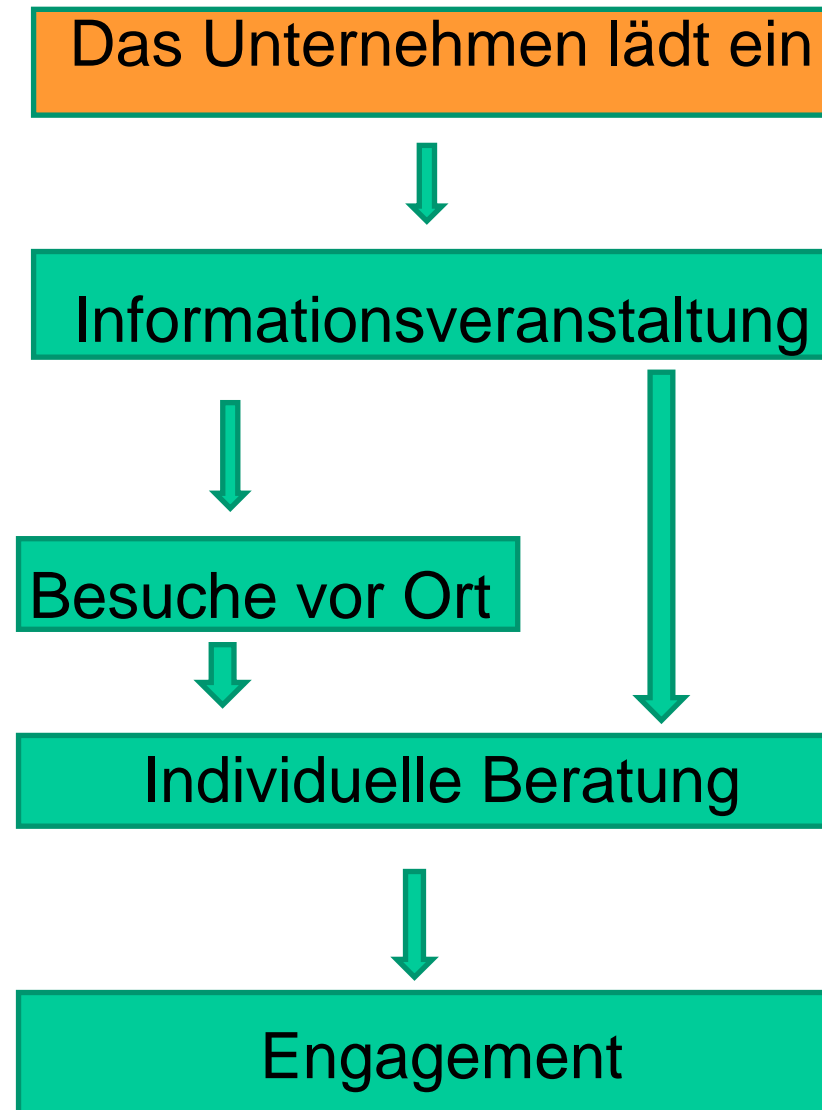 Das Unternehmen lädt ein
Informationsveranstaltung
Besuche vor Ort
Individuelle Beratung
Engagement